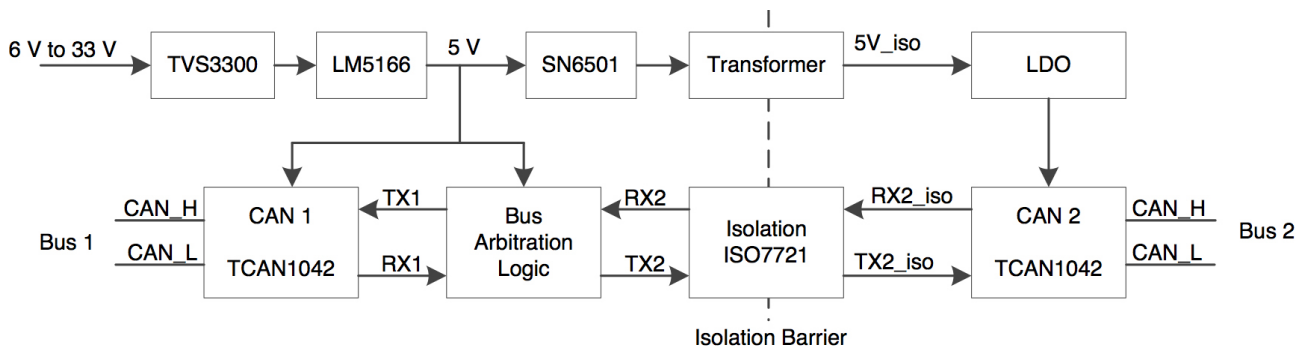 6 V to 33 V
TVS3300
LM5166
5 V
SN6501
Transformer
5V_iso
LDO
Bus 1
CAN_H
CAN_L
CAN 1
TCAN1042
TX1
RX1
Bus
Arbitration
Logic
RX2
TX2
Isolation
ISO7721
RX2_iso
TX2_iso
CAN 2
TCAN1042
CAN_H
CAN_L
Bus 2
Isolation Barrier